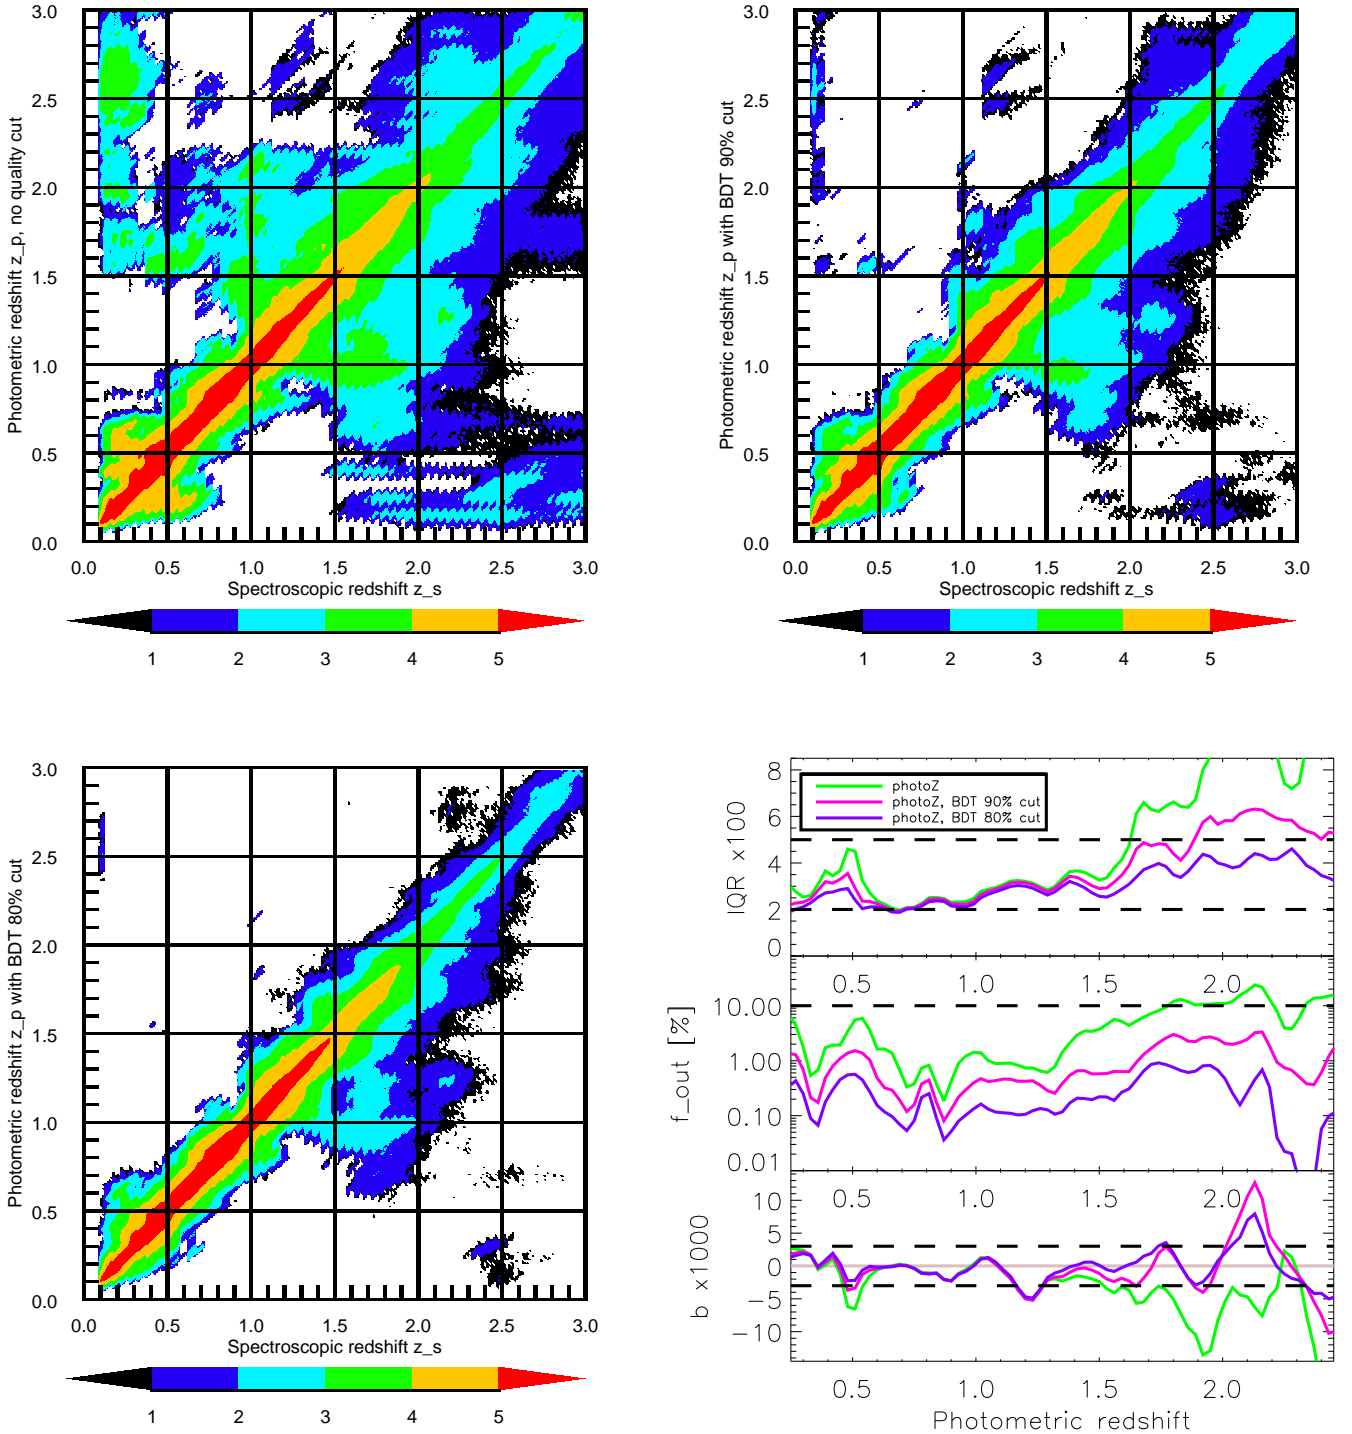 Photometric redshift z_p, no quality cut
3.0
2.5
2.0
1.5
1.0
0.5
0.0
0.0 0.5 1.0 1.5 2.0 2.5 3.0
Spectroscopic redshift z_s
1 2 3 4 5
Photometric redshift z_p with BDT 90% cut
3.0
2.5
2.0
1.5
1.0
0.5
0.0
0.0 0.5 1.0 1.5 2.0 2.5 3.0
Spectroscopic redshift z_s
1 2 3 4 5
Photometric redshift z_p with BDT 80% cut
3.0
2.5
2.0
1.5
1.0
0.5
0.0
0.0 0.5 1.0 1.5 2.0 2.5 3.0
Spectroscopic redshift z_s
1 2 3 4 5
IQR x100
8
6
4
2
0
photoZ
photoZ, BDT 90% cut
photoZ, BDT 80% cut
0.5 1.0 1.5 2.0
f_out [%]
10.00
1.00
0.10
0.01
0.5 1.0 1.5 2.0
b x1000
10
5
0
-5
-10
0.5 1.0 1.5 2.0
Photometric redshift